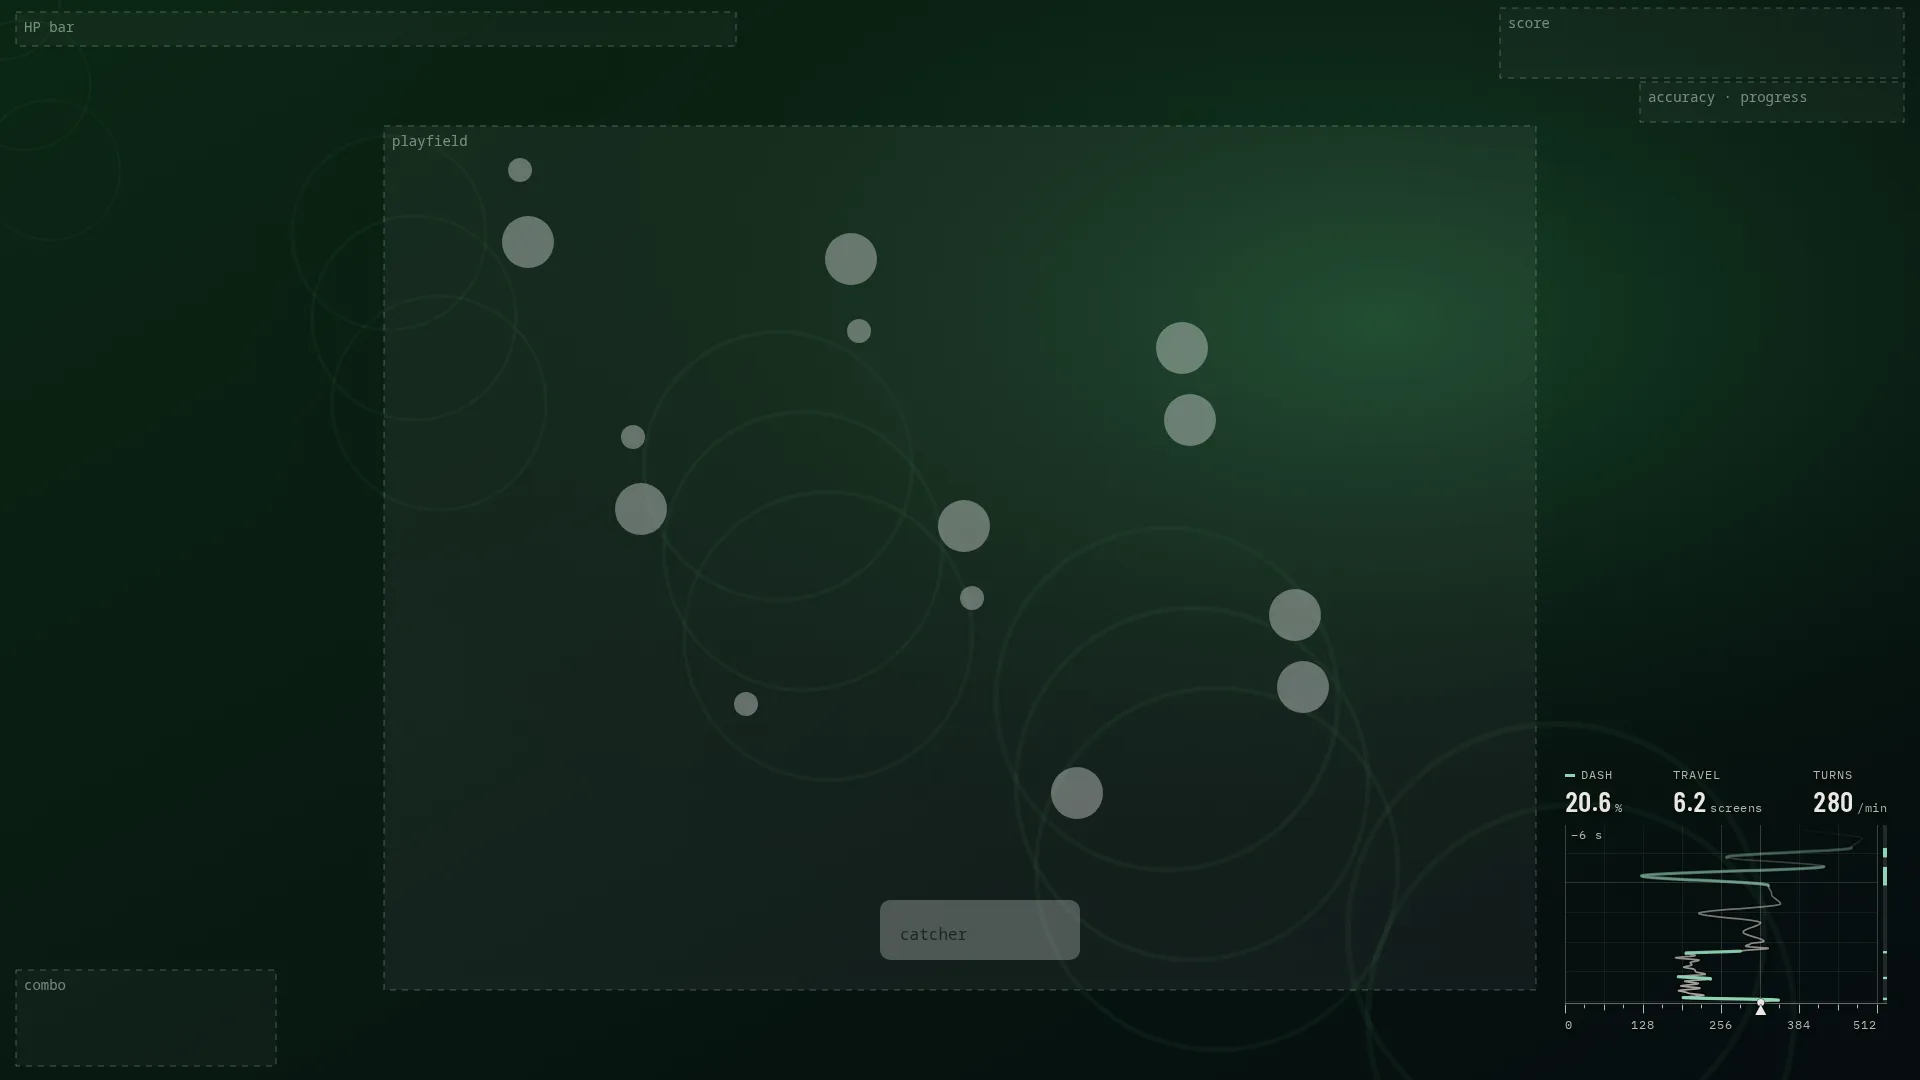 HP bar
score
accuracy · progress
playfield
catcher
combo
DASH TRAVEL TURNS
20.6 % 6.2 screens 280 /min
−6 s
0 128 256 384 512